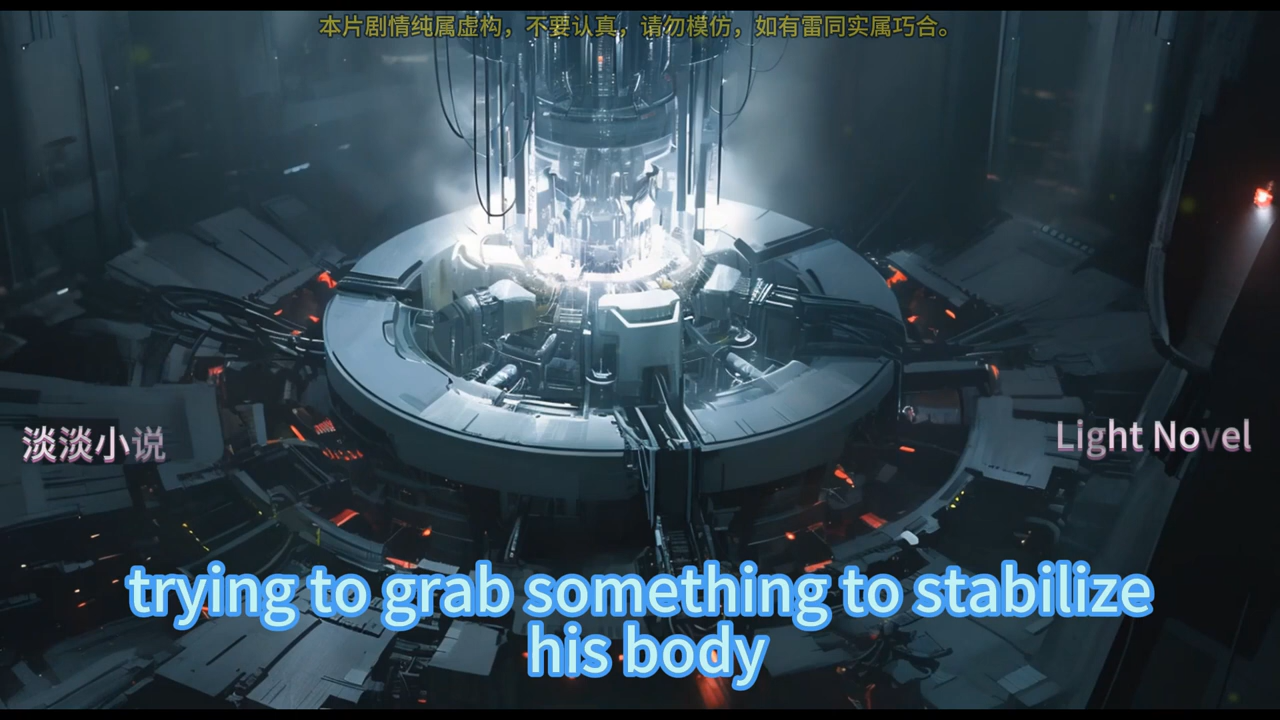 本片剧情纯属虚构，不要认真，请勿模仿，如有雷同实属巧合。
淡淡小说
Light Novel
trying to grab something to stabilize
his body